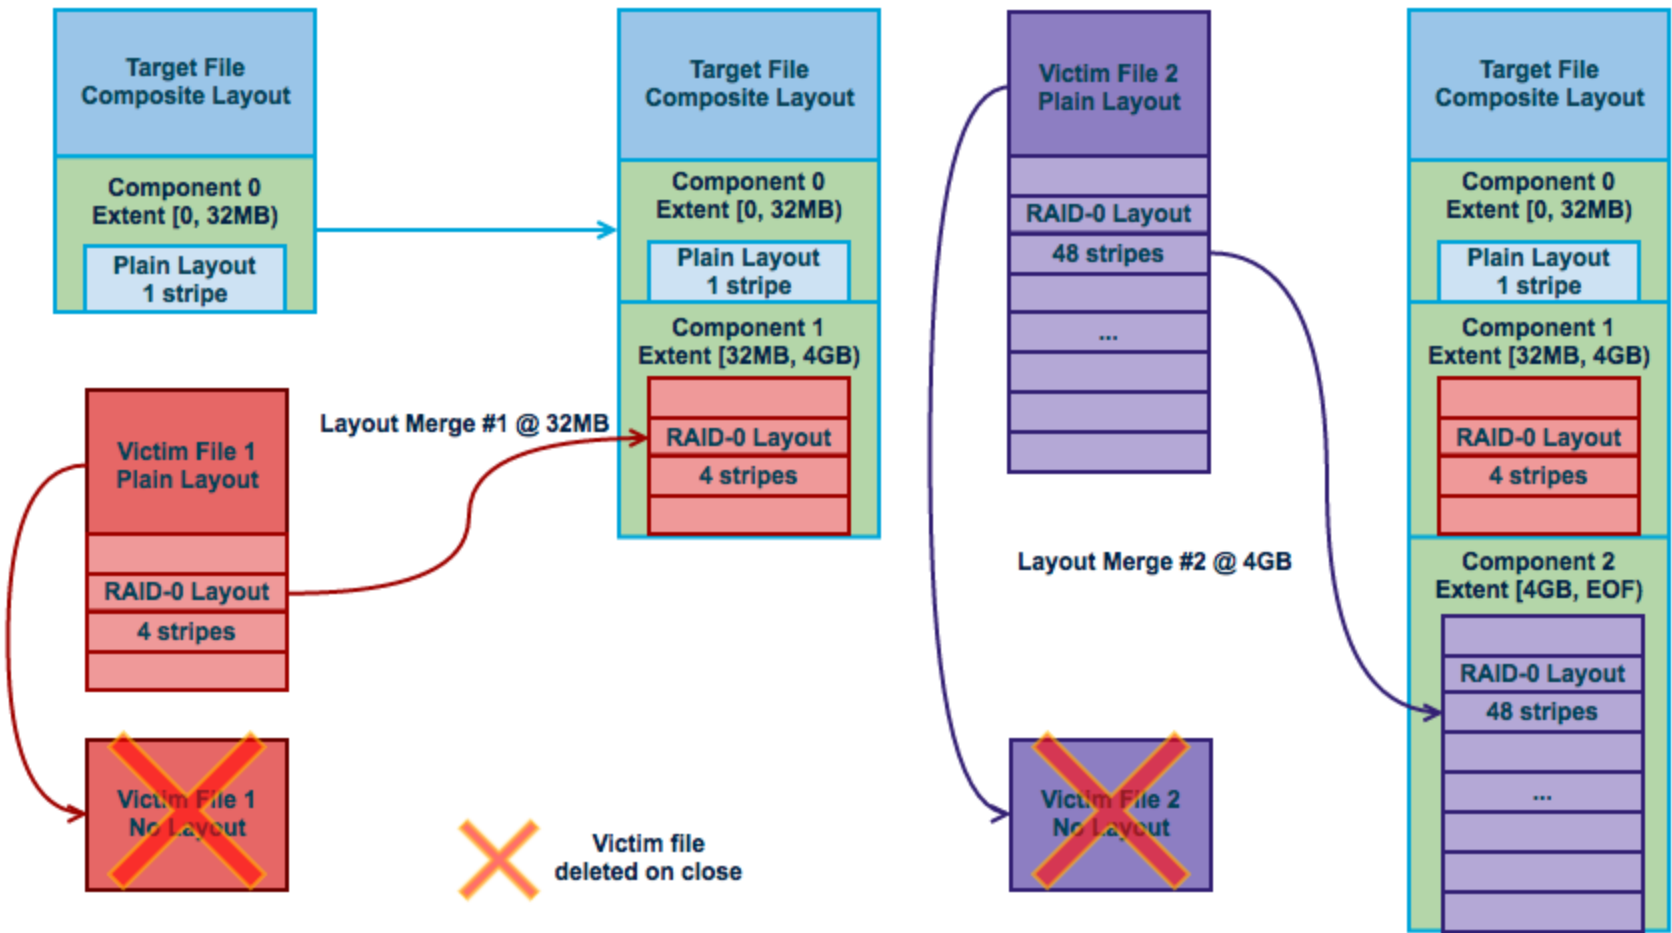 Target File
Composite Layout
Component 0
Extent [0, 32MB)
Plain Layout
1 stripe
Victim File 1
Plain Layout
RAID-0 Layout
4 stripes
Victim File 1
No Layout
Layout Merge #1 @ 32MB
Target File
Composite Layout
Component 0
Extent [0, 32MB)
Plain Layout
1 stripe
Component 1
Extent [32MB, 4GB)
RAID-0 Layout
4 stripes
Victim file
deleted on close
Victim File 2
Plain Layout
RAID-0 Layout
48 stripes
...
Layout Merge #2 @ 4GB
Victim File 2
No Layout
Target File
Composite Layout
Component 0
Extent [0, 32MB)
Plain Layout
1 stripe
Component 1
Extent [32MB, 4GB)
RAID-0 Layout
4 stripes
Component 2
Extent [4GB, EOF)
RAID-0 Layout
48 stripes
...